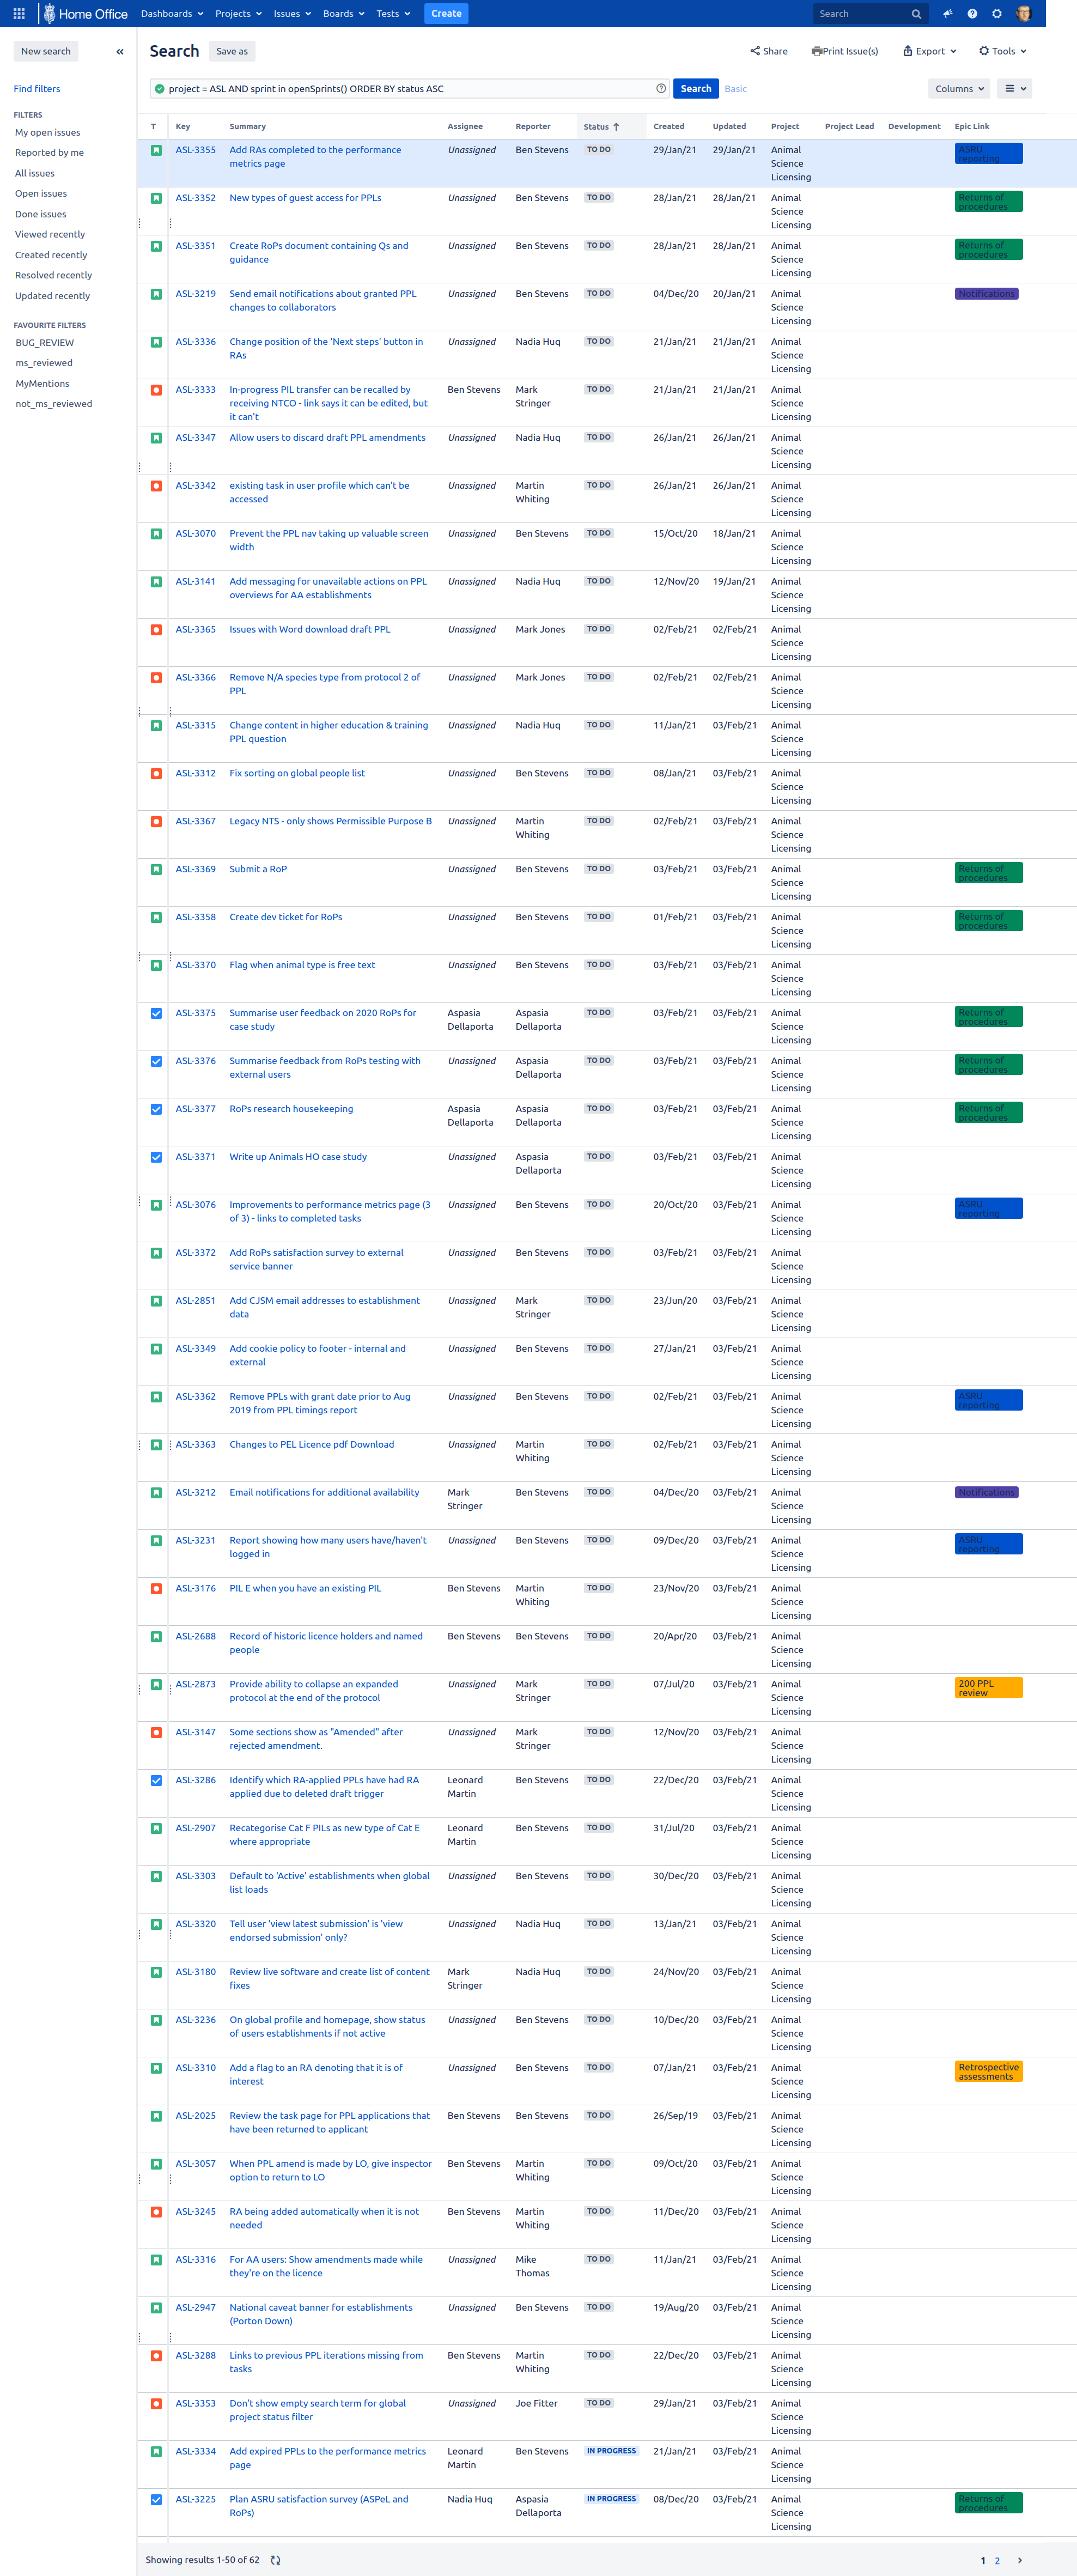 Home Office Dashboards Projects Issues Boards Tests Create Search
New search
Find filters
FILTERS
My open issues
Reported by me
All issues
Open issues
Done issues
Viewed recently
Created recently
Resolved recently
Updated recently
FAVOURITE FILTERS
BUG_REVIEW
ms_reviewed
MyMentions
not_ms_reviewed
Search Save as Share Print Issue(s) Export Tools
project = ASL AND sprint in openSprints() ORDER BY status ASC Search Basic Columns
T Key Summary Assignee Reporter Status Created Updated Project Project Lead Development Epic Link
ASL-3355 Add RAs completed to the performance Unassigned Ben Stevens TO DO 29/Jan/21 29/Jan/21 Animal ASRU
metrics page Science reporting
Licensing
ASL-3352 New types of guest access for PPLs Unassigned Ben Stevens TO DO 28/Jan/21 28/Jan/21 Animal Returns of
Science procedures
Licensing
ASL-3351 Create RoPs document containing Qs and Unassigned Ben Stevens TO DO 28/Jan/21 28/Jan/21 Animal Returns of
guidance Science procedures
Licensing
ASL-3219 Send email notifications about granted PPL Unassigned Ben Stevens TO DO 04/Dec/20 20/Jan/21 Animal Notifications
changes to collaborators Science
Licensing
ASL-3336 Change position of the 'Next steps' button in Unassigned Nadia Huq TO DO 21/Jan/21 21/Jan/21 Animal
RAs Science
Licensing
ASL-3333 In-progress PIL transfer can be recalled by Ben Stevens Mark TO DO 21/Jan/21 21/Jan/21 Animal
receiving NTCO - link says it can be edited, but Stringer Science
it can't Licensing
ASL-3347 Allow users to discard draft PPL amendments Unassigned Nadia Huq TO DO 26/Jan/21 26/Jan/21 Animal
Science
Licensing
ASL-3342 existing task in user profile which can't be Unassigned Martin TO DO 26/Jan/21 26/Jan/21 Animal
accessed Whiting Science
Licensing
ASL-3070 Prevent the PPL nav taking up valuable screen Unassigned Ben Stevens TO DO 15/Oct/20 18/Jan/21 Animal
width Science
Licensing
ASL-3141 Add messaging for unavailable actions on PPL Unassigned Nadia Huq TO DO 12/Nov/20 19/Jan/21 Animal
overviews for AA establishments Science
Licensing
ASL-3365 Issues with Word download draft PPL Unassigned Mark Jones TO DO 02/Feb/21 02/Feb/21 Animal
Science
Licensing
ASL-3366 Remove N/A species type from protocol 2 of Unassigned Mark Jones TO DO 02/Feb/21 02/Feb/21 Animal
PPL Science
Licensing
ASL-3315 Change content in higher education & training Unassigned Nadia Huq TO DO 11/Jan/21 03/Feb/21 Animal
PPL question Science
Licensing
ASL-3312 Fix sorting on global people list Unassigned Ben Stevens TO DO 08/Jan/21 03/Feb/21 Animal
Science
Licensing
ASL-3367 Legacy NTS - only shows Permissible Purpose B Unassigned Martin TO DO 02/Feb/21 03/Feb/21 Animal
Whiting Science
Licensing
ASL-3369 Submit a RoP Unassigned Ben Stevens TO DO 03/Feb/21 03/Feb/21 Animal Returns of
Science procedures
Licensing
ASL-3358 Create dev ticket for RoPs Unassigned Ben Stevens TO DO 01/Feb/21 03/Feb/21 Animal Returns of
Science procedures
Licensing
ASL-3370 Flag when animal type is free text Unassigned Ben Stevens TO DO 03/Feb/21 03/Feb/21 Animal
Science
Licensing
ASL-3375 Summarise user feedback on 2020 RoPs for Aspasia Aspasia TO DO 03/Feb/21 03/Feb/21 Animal Returns of
case study Dellaporta Dellaporta Science procedures
Licensing
ASL-3376 Summarise feedback from RoPs testing with Unassigned Aspasia TO DO 03/Feb/21 03/Feb/21 Animal Returns of
external users Dellaporta Science procedures
Licensing
ASL-3377 RoPs research housekeeping Aspasia Aspasia TO DO 03/Feb/21 03/Feb/21 Animal Returns of
Dellaporta Dellaporta Science procedures
Licensing
ASL-3371 Write up Animals HO case study Unassigned Aspasia TO DO 03/Feb/21 03/Feb/21 Animal
Dellaporta Science
Licensing
ASL-3076 Improvements to performance metrics page (3 Unassigned Ben Stevens TO DO 20/Oct/20 03/Feb/21 Animal ASRU
of 3) - links to completed tasks Science reporting
Licensing
ASL-3372 Add RoPs satisfaction survey to external Unassigned Ben Stevens TO DO 03/Feb/21 03/Feb/21 Animal
service banner Science
Licensing
ASL-2851 Add CJSM email addresses to establishment Unassigned Mark TO DO 23/Jun/20 03/Feb/21 Animal
data Stringer Science
Licensing
ASL-3349 Add cookie policy to footer - internal and Unassigned Ben Stevens TO DO 27/Jan/21 03/Feb/21 Animal
external Science
Licensing
ASL-3362 Remove PPLs with grant date prior to Aug Unassigned Ben Stevens TO DO 02/Feb/21 03/Feb/21 Animal ASRU
2019 from PPL timings report Science reporting
Licensing
ASL-3363 Changes to PEL Licence pdf Download Unassigned Martin TO DO 02/Feb/21 03/Feb/21 Animal
Whiting Science
Licensing
ASL-3212 Email notifications for additional availability Mark Ben Stevens TO DO 04/Dec/20 03/Feb/21 Animal Notifications
Stringer Science
Licensing
ASL-3231 Report showing how many users have/haven't Unassigned Ben Stevens TO DO 09/Dec/20 03/Feb/21 Animal ASRU
logged in Science reporting
Licensing
ASL-3176 PIL E when you have an existing PIL Ben Stevens Martin TO DO 23/Nov/20 03/Feb/21 Animal
Whiting Science
Licensing
ASL-2688 Record of historic licence holders and named Ben Stevens Ben Stevens TO DO 20/Apr/20 03/Feb/21 Animal
people Science
Licensing
ASL-2873 Provide ability to collapse an expanded Unassigned Mark TO DO 07/Jul/20 03/Feb/21 Animal 200 PPL
protocol at the end of the protocol Stringer Science review
Licensing
ASL-3147 Some sections show as "Amended" after Unassigned Mark TO DO 12/Nov/20 03/Feb/21 Animal
rejected amendment. Stringer Science
Licensing
ASL-3286 Identify which RA-applied PPLs have had RA Leonard Ben Stevens TO DO 22/Dec/20 03/Feb/21 Animal
applied due to deleted draft trigger Martin Science
Licensing
ASL-2907 Recategorise Cat F PILs as new type of Cat E Leonard Ben Stevens TO DO 31/Jul/20 03/Feb/21 Animal
where appropriate Martin Science
Licensing
ASL-3303 Default to 'Active' establishments when global Unassigned Ben Stevens TO DO 30/Dec/20 03/Feb/21 Animal
list loads Science
Licensing
ASL-3320 Tell user 'view latest submission' is 'view Unassigned Nadia Huq TO DO 13/Jan/21 03/Feb/21 Animal
endorsed submission' only? Science
Licensing
ASL-3180 Review live software and create list of content Mark Nadia Huq TO DO 24/Nov/20 03/Feb/21 Animal
fixes Stringer Science
Licensing
ASL-3236 On global profile and homepage, show status Unassigned Ben Stevens TO DO 10/Dec/20 03/Feb/21 Animal
of users establishments if not active Science
Licensing
ASL-3310 Add a flag to an RA denoting that it is of Unassigned Ben Stevens TO DO 07/Jan/21 03/Feb/21 Animal Retrospective
interest Science assessments
Licensing
ASL-2025 Review the task page for PPL applications that Ben Stevens Ben Stevens TO DO 26/Sep/19 03/Feb/21 Animal
have been returned to applicant Science
Licensing
ASL-3057 When PPL amend is made by LO, give inspector Ben Stevens Martin TO DO 09/Oct/20 03/Feb/21 Animal
option to return to LO Whiting Science
Licensing
ASL-3245 RA being added automatically when it is not Ben Stevens Martin TO DO 11/Dec/20 03/Feb/21 Animal
needed Whiting Science
Licensing
ASL-3316 For AA users: Show amendments made while Unassigned Mike TO DO 11/Jan/21 03/Feb/21 Animal
they're on the licence Thomas Science
Licensing
ASL-2947 National caveat banner for establishments Unassigned Ben Stevens TO DO 19/Aug/20 03/Feb/21 Animal
(Porton Down) Science
Licensing
ASL-3288 Links to previous PPL iterations missing from Ben Stevens Martin TO DO 22/Dec/20 03/Feb/21 Animal
tasks Whiting Science
Licensing
ASL-3353 Don't show empty search term for global Unassigned Joe Fitter TO DO 29/Jan/21 03/Feb/21 Animal
project status filter Science
Licensing
ASL-3334 Add expired PPLs to the performance metrics Leonard Ben Stevens IN PROGRESS 21/Jan/21 03/Feb/21 Animal
page Martin Science
Licensing
ASL-3225 Plan ASRU satisfaction survey (ASPeL and Nadia Huq Aspasia IN PROGRESS 08/Dec/20 03/Feb/21 Animal Returns of
RoPs) Dellaporta Science procedures
Licensing
Showing results 1-50 of 62 1 2